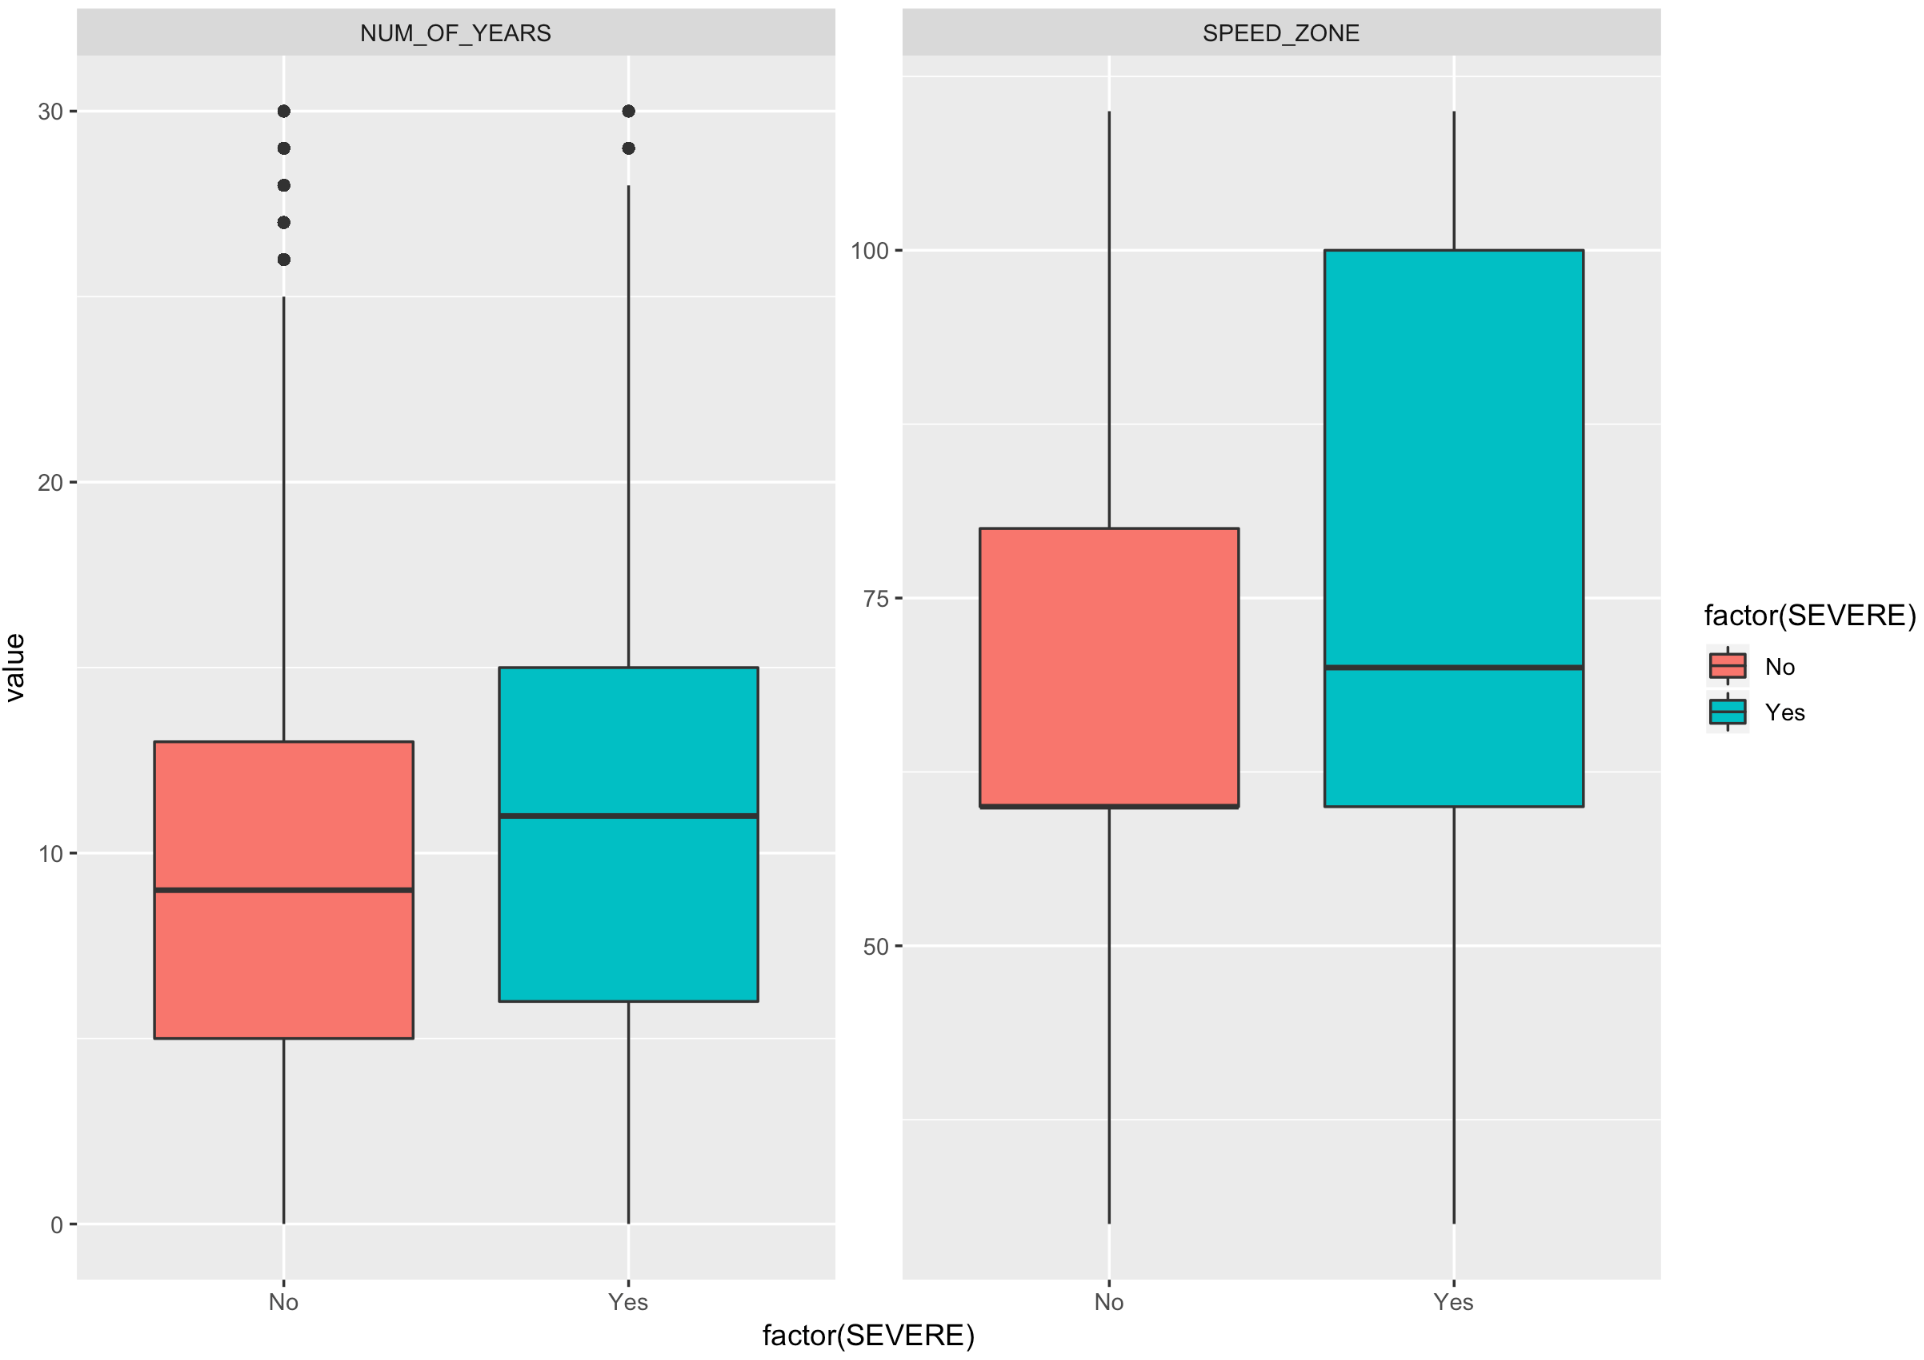 NUM_OF_YEARS
SPEED_ZONE
30
20
10
0
100
75
50
value
No
Yes
No
Yes
factor(SEVERE)
factor(SEVERE)
No
Yes